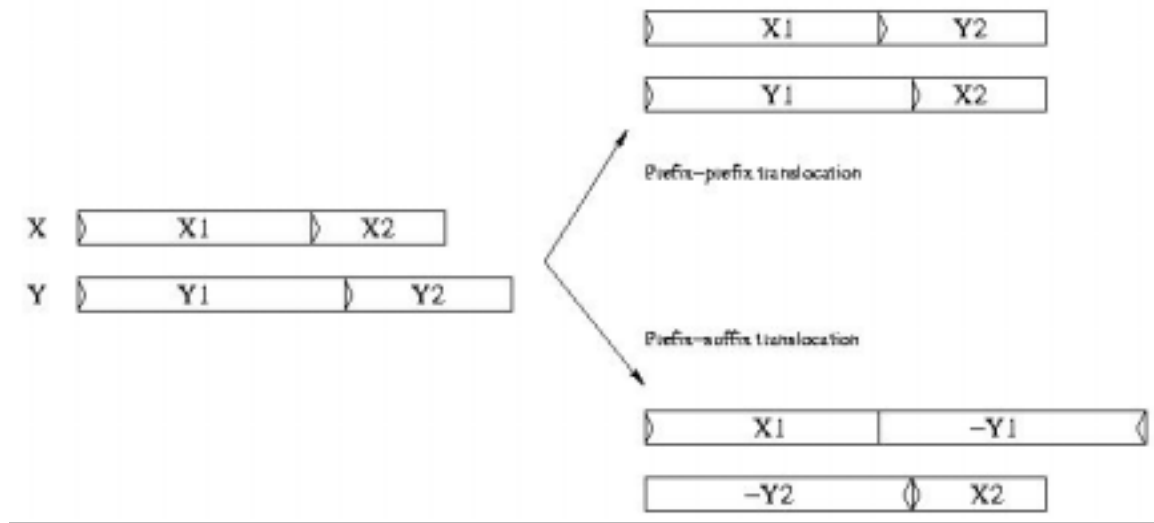 X1 Y2
Y1 X2
Prefix-prefix translocation
X X1 X2
Y Y1 Y2
Prefix-suffix translocation
X1 -Y1
-Y2 X2